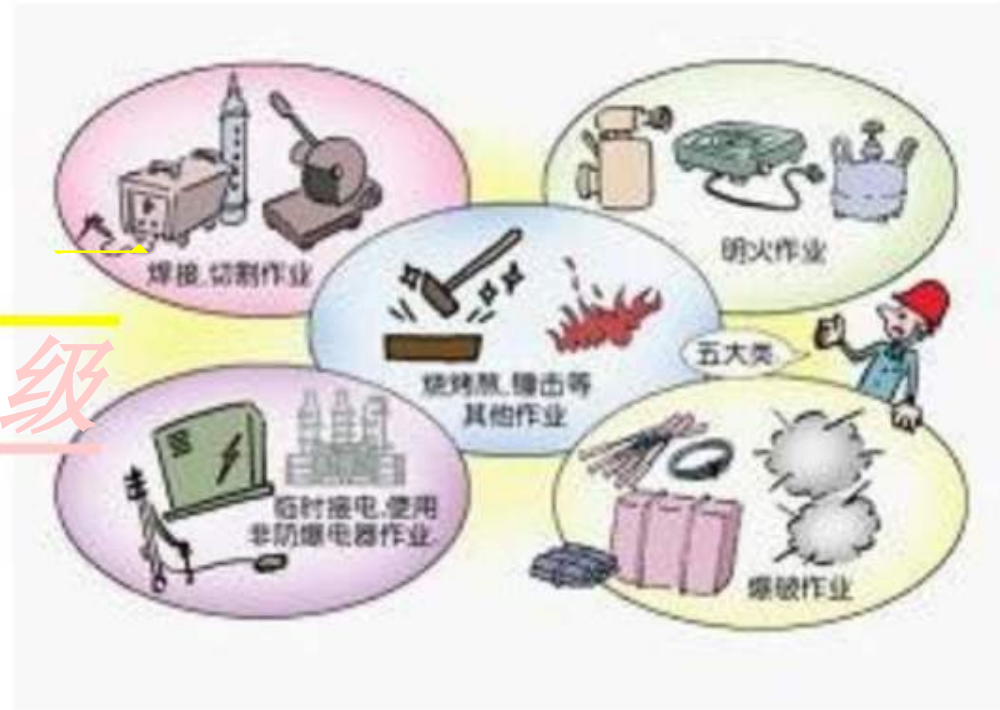 焊接、切割作业
明火作业
烧烤熬、锤击等
其他作业
五大类
级
临时接电、使用
非防爆电器作业.
爆破作业